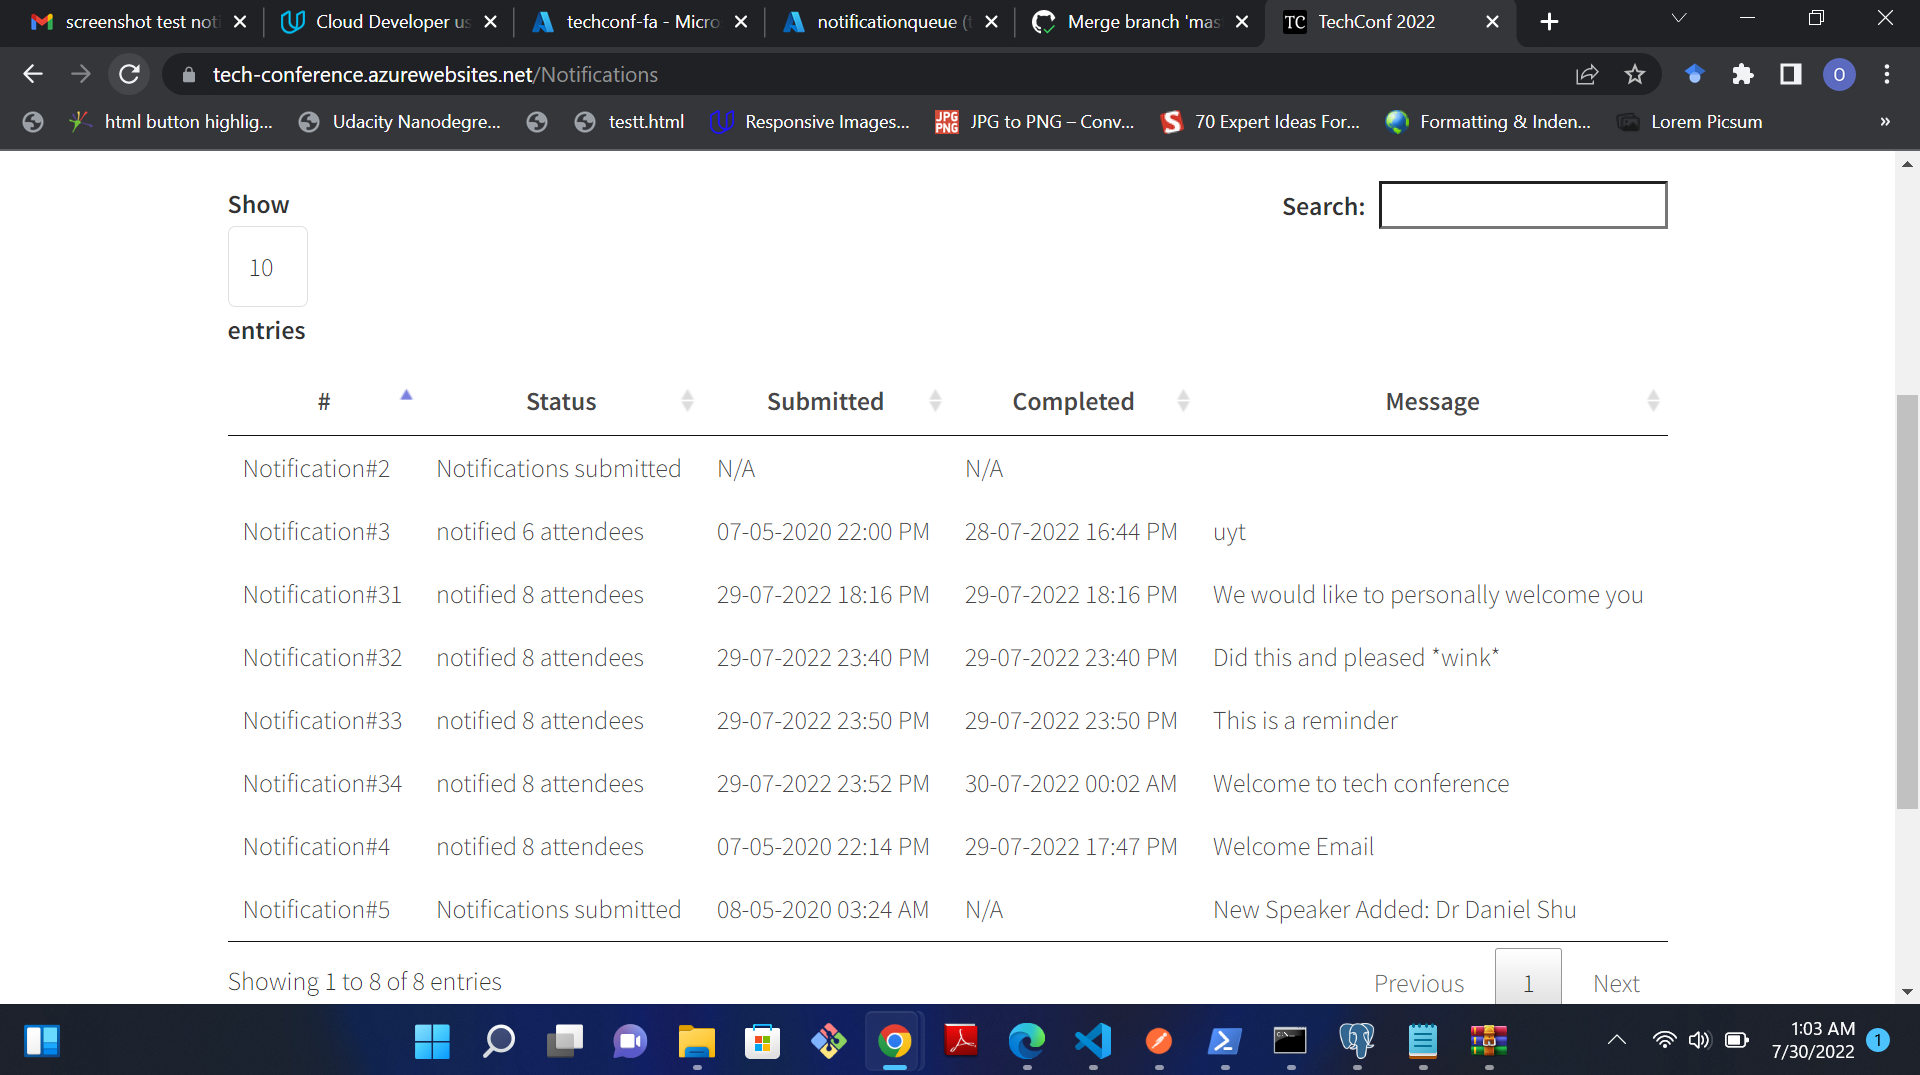 screenshot test noti
Cloud Developer us
techconf-fa - Micro
notificationqueue (t
Merge branch 'mas
TC TechConf 2022
tech-conference.azurewebsites.net/Notifications
O
html button highlig...
Udacity Nanodegre...
testt.html
Responsive Images...
JPG PNG JPG to PNG – Conv...
70 Expert Ideas For...
Formatting & Inden...
Lorem Picsum
»
Show
10
entries
Search:
# Status Submitted Completed Message
Notification#2 Notifications submitted N/A N/A
Notification#3 notified 6 attendees 07-05-2020 22:00 PM 28-07-2022 16:44 PM uyt
Notification#31 notified 8 attendees 29-07-2022 18:16 PM 29-07-2022 18:16 PM We would like to personally welcome you
Notification#32 notified 8 attendees 29-07-2022 23:40 PM 29-07-2022 23:40 PM Did this and pleased *wink*
Notification#33 notified 8 attendees 29-07-2022 23:50 PM 29-07-2022 23:50 PM This is a reminder
Notification#34 notified 8 attendees 29-07-2022 23:52 PM 30-07-2022 00:02 AM Welcome to tech conference
Notification#4 notified 8 attendees 07-05-2020 22:14 PM 29-07-2022 17:47 PM Welcome Email
Notification#5 Notifications submitted 08-05-2020 03:24 AM N/A New Speaker Added: Dr Daniel Shu
Showing 1 to 8 of 8 entries
Previous 1 Next
1:03 AM
7/30/2022
1